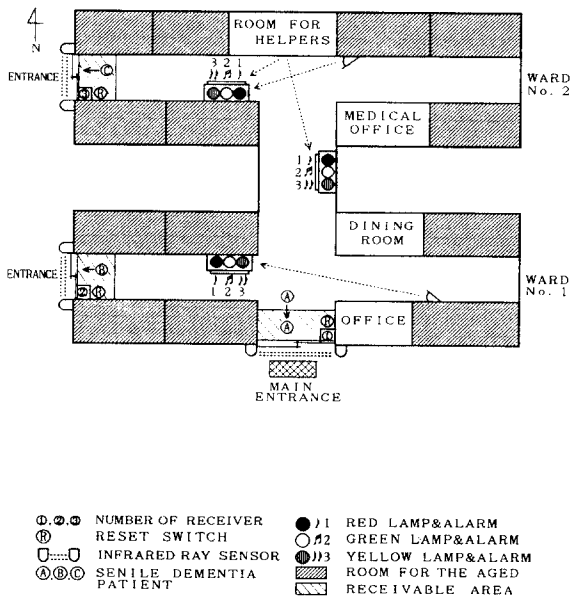 4
N
ROOM FOR
HELPERS
ENTRANCE
C
3
R
3 2 1
WARD
No. 2
MEDICAL
OFFICE
1
2
3
DINING
ROOM
ENTRANCE
B
2
R
1 2 3
A
A
R
1
OFFICE
WARD
No. 1
MAIN
ENTRANCE
①.②.③ NUMBER OF RECEIVER
Ⓡ RESET SWITCH
INFRARED RAY SENSOR
Ⓐ.Ⓑ.Ⓒ SENILE DEMENTIA
PATIENT
1 RED LAMP&ALARM
2 GREEN LAMP&ALARM
3 YELLOW LAMP&ALARM
ROOM FOR THE AGED
RECEIVABLE AREA